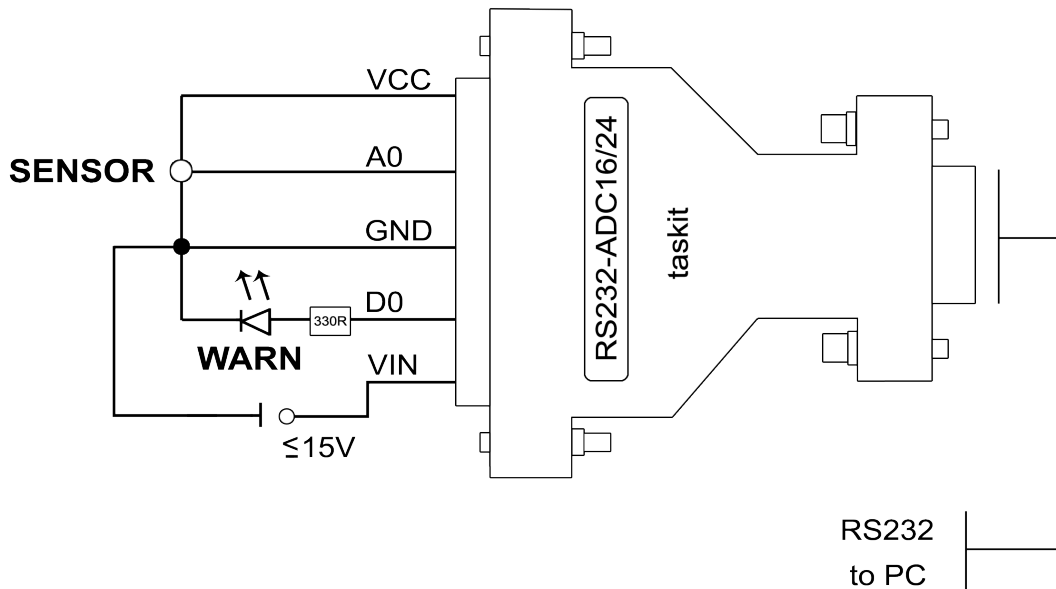 VCC
SENSOR
A0
GND
D0
330R
WARN
VIN
≤15V
RS232-ADC16/24
taskit
RS232
to PC